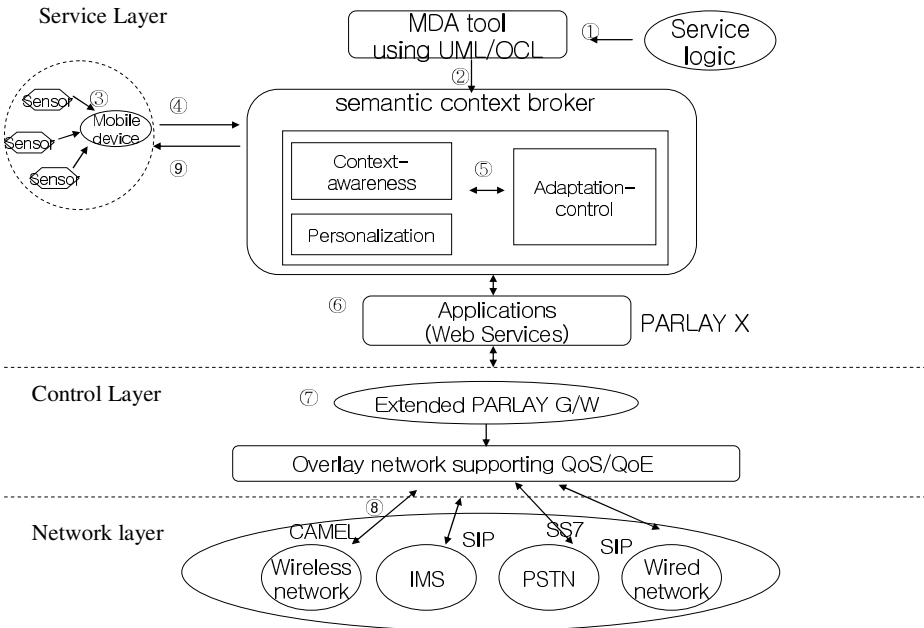 Service Layer
MDA tool
using UML/OCL
①
Service
logic
②
Sensor
③
Mobile
device
④
Sensor
Sensor
⑨
semantic context broker
Context-
awareness
⑤
Adaptation-
control
Personalization
⑥
Applications
(Web Services)
PARLAY X
Control Layer
⑦
Extended PARLAY G/W
Overlay network supporting QoS/QoE
⑧
Network layer
CAMEL
SIP
SS7
SIP
Wireless
network
IMS
PSTN
Wired
network